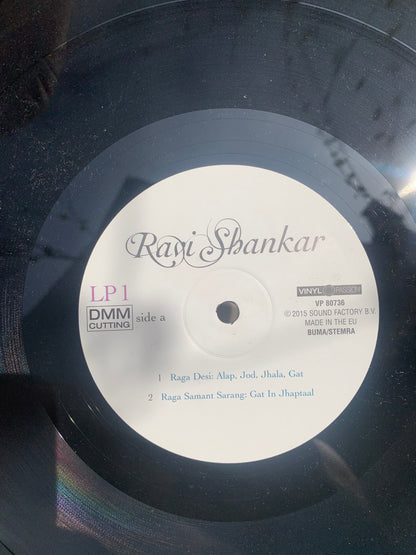 Ravi Shankar
LP 1
DMM
CUTTING
side a
VINYL PASSION
VP 80736
© 2015 SOUND FACTORY B.V.
MADE IN THE EU
BUMA/STEMRA
1 Raga Desi: Alap, Jod, Jhala, Gat
2 Raga Samant Sarang: Gat In Jhaptaal